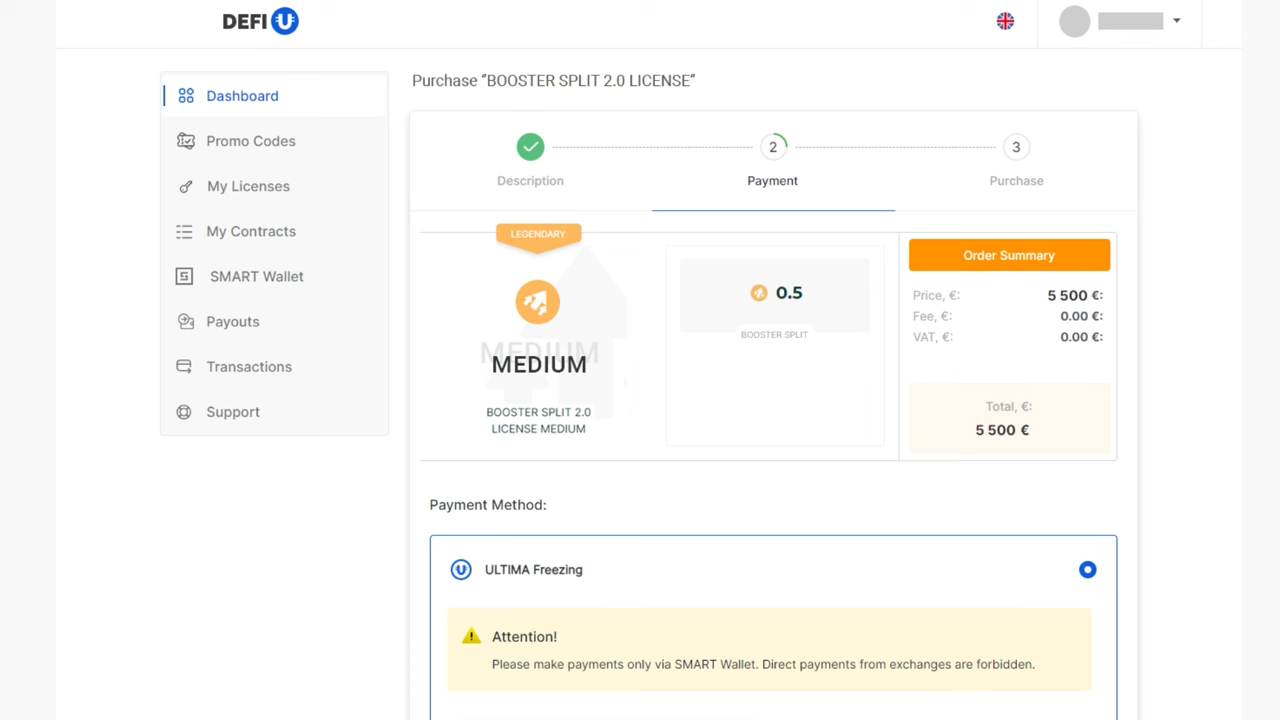 DEFI U
Purchase “BOOSTER SPLIT 2.0 LICENSE”
Dashboard
Promo Codes
My Licenses
My Contracts
SMART Wallet
Payouts
Transactions
Support
2
3
Description
Payment
Purchase
LEGENDARY
MEDIUM
MEDIUM
BOOSTER SPLIT 2.0
LICENSE MEDIUM
0.5
BOOSTER SPLIT
Order Summary
Price, €: 5 500 €:
Fee, €: 0.00 €:
VAT, €: 0.00 €:
Total, €:
5 500 €
Payment Method:
ULTIMA Freezing
Attention!
Please make payments only via SMART Wallet. Direct payments from exchanges are forbidden.